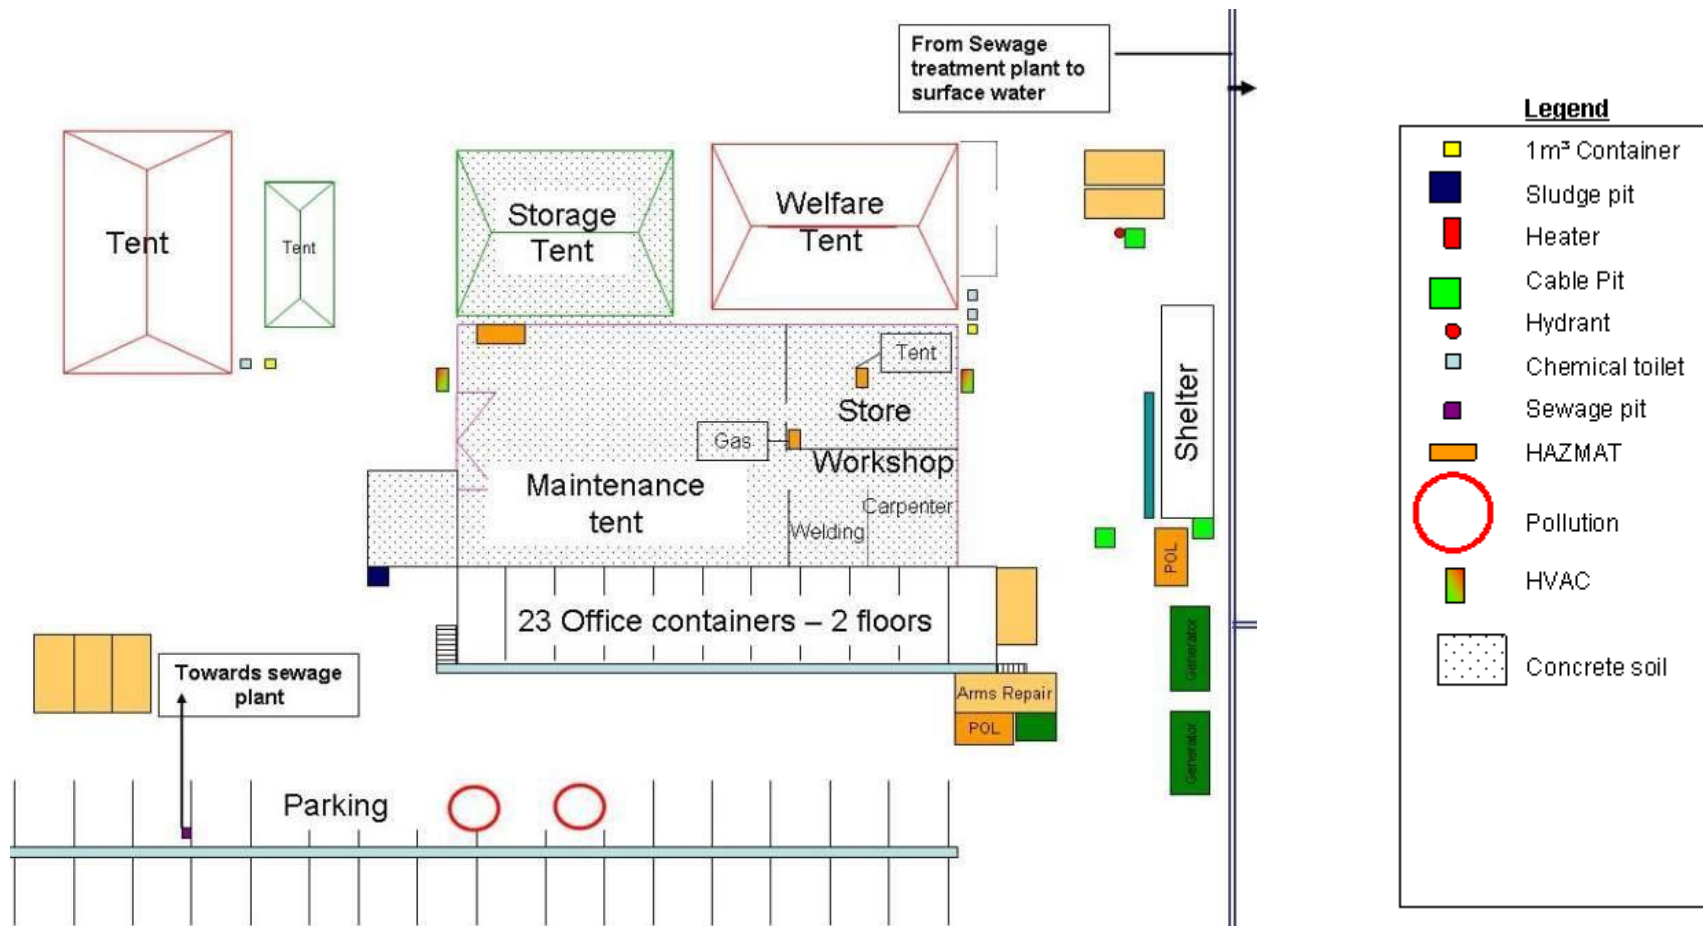 From Sewage
treatment plant to
surface water
Legend
1m³ Container
Sludge pit
Heater
Cable Pit
Hydrant
Chemical toilet
Sewage pit
HAZMAT
Pollution
HVAC
Concrete soil
Tent
Tent
Storage
Tent
Welfare
Tent
Tent
Store
Gas
Workshop
Maintenance
tent
Carpenter
Welding
Shelter
POL
23 Office containers – 2 floors
Generator
Towards sewage
plant
Arms Repair
POL
Generator
Parking